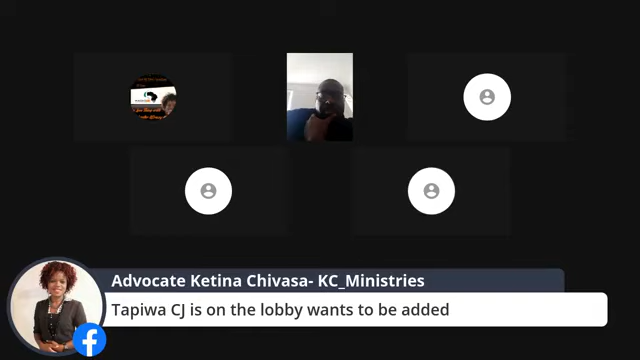 Advocate Ketina Chivasa- KC_Ministries
Tapiwa CJ is on the lobby wants to be added